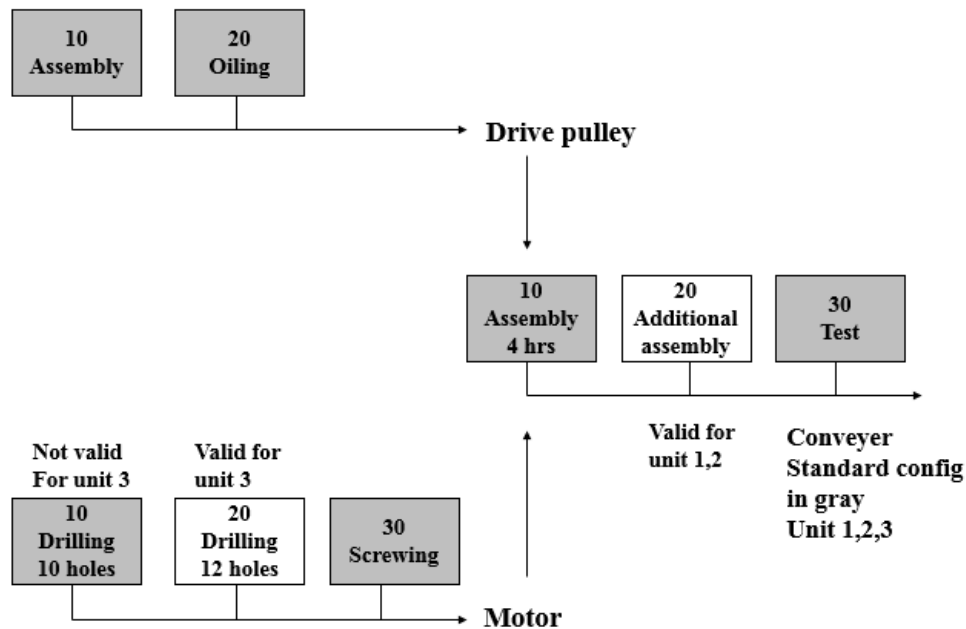 10
Assembly
20
Oiling
Drive pulley
10
Assembly
4 hrs
20
Additional
assembly
30
Test
Valid for
unit 1,2
Conveyer
Standard config
in gray
Unit 1,2,3
Not valid
For unit 3
Valid for
unit 3
10
Drilling
10 holes
20
Drilling
12 holes
30
Screwing
Motor